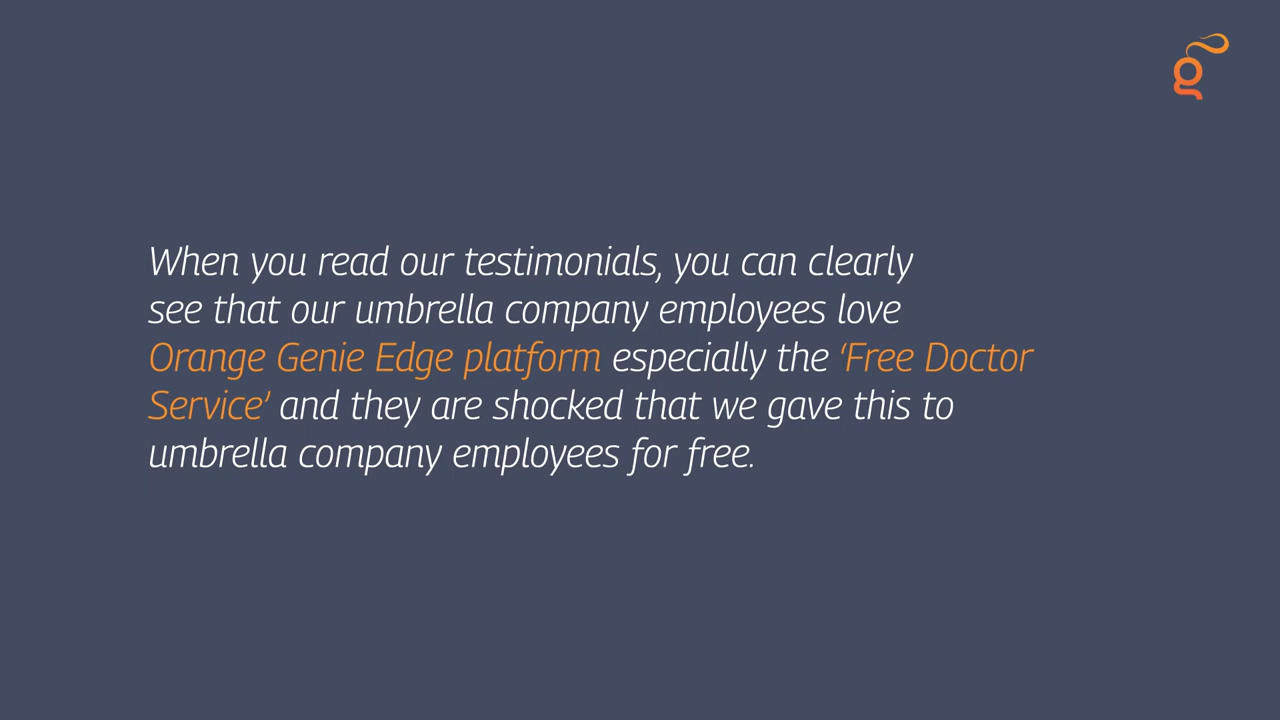 When you read our testimonials, you can clearly
see that our umbrella company employees love
Orange Genie Edge platform especially the ‘Free Doctor
Service’ and they are shocked that we gave this to
umbrella company employees for free.